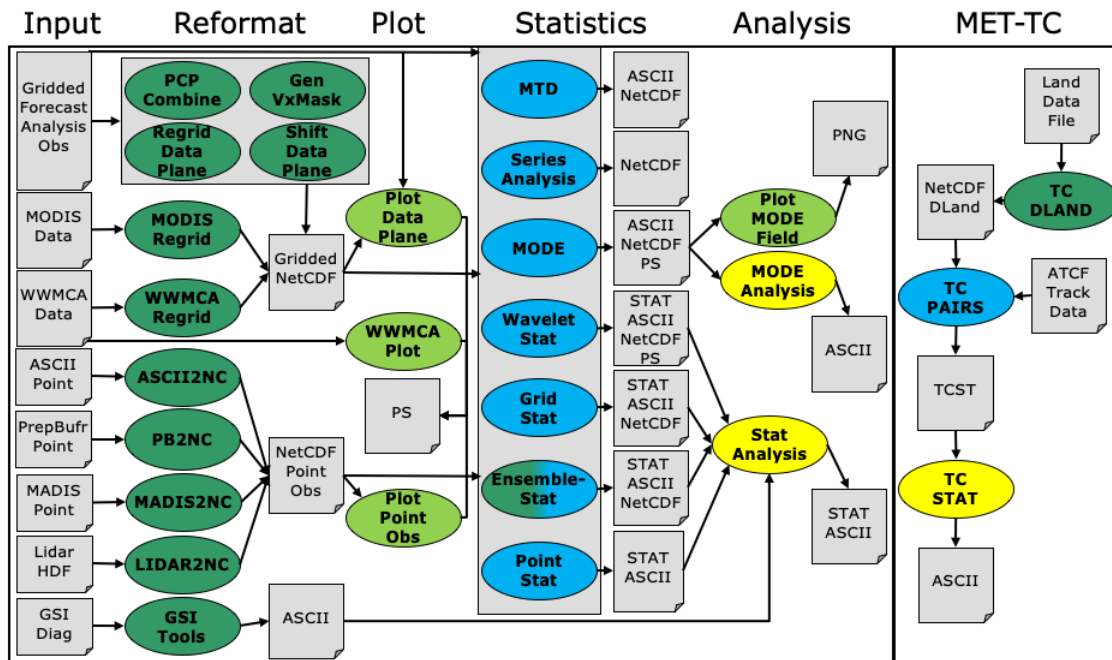 Input
Reformat
Plot
Statistics
Analysis
MET-TC
Gridded
Forecast
Analysis
Obs
MODIS
Data
WWMCA
Data
ASCII
Point
PrepBufr
Point
MADIS
Point
Lidar
HDF
GSI
Diag
PCP
Combine
Gen
VxMask
Regrid
Data
Plane
Shift
Data
Plane
MODIS
Regrid
WWMCA
Regrid
ASCII2NC
PB2NC
MADIS2NC
LIDAR2NC
GSI
Tools
Gridded
NetCDF
NetCDF
Point
Obs
ASCII
Plot
Data
Plane
WWMCA
Plot
PS
Plot
Point
Obs
MTD
Series
Analysis
MODE
Wavelet
Stat
Grid
Stat
Ensemble-
Stat
Point
Stat
ASCII
NetCDF
NetCDF
ASCII
NetCDF
PS
STAT
ASCII
NetCDF
PS
STAT
ASCII
NetCDF
STAT
ASCII
NetCDF
STAT
ASCII
PNG
Plot
MODE
Field
MODE
Analysis
ASCII
Stat
Analysis
STAT
ASCII
Land
Data
File
NetCDF
DLand
TC
DLAND
TC
PAIRS
ATCF
Track
Data
TCST
TC
STAT
ASCII